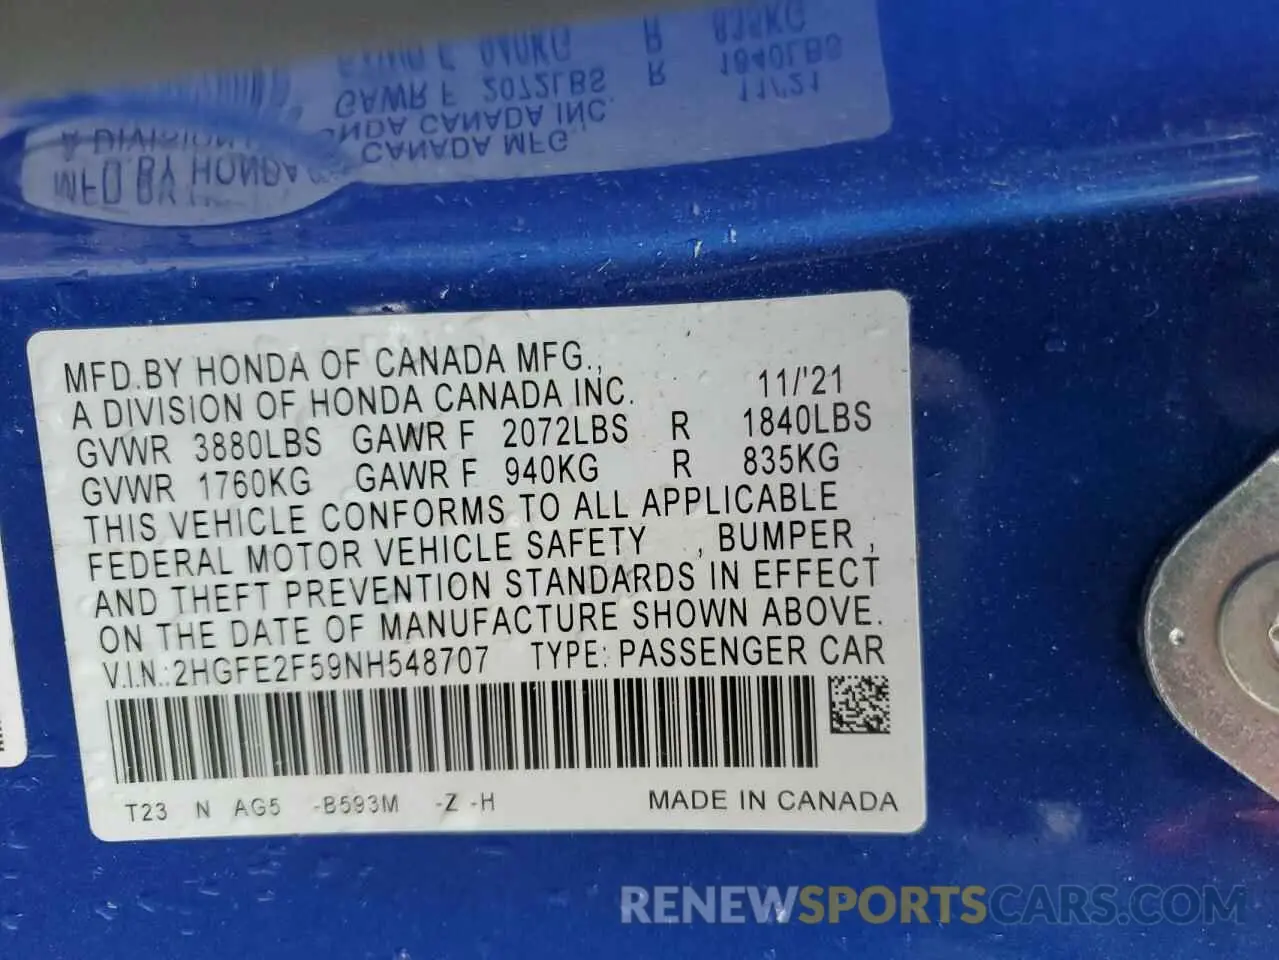 MFD.BY HONDA OF CANADA MFG.,
A DIVISION OF HONDA CANADA INC. 11/'21
GVWR 3880LBS GAWR F 2072LBS R 1840LBS
GVWR 1760KG GAWR F 940KG R 835KG
THIS VEHICLE CONFORMS TO ALL APPLICABLE
FEDERAL MOTOR VEHICLE SAFETY , BUMPER ,
AND THEFT PREVENTION STANDARDS IN EFFECT
ON THE DATE OF MANUFACTURE SHOWN ABOVE.
V.I.N.:2HGFE2F59NH548707 TYPE: PASSENGER CAR
T23 N AG5 -B593M -Z -H MADE IN CANADA
RENEWSPORTSCARS.COM